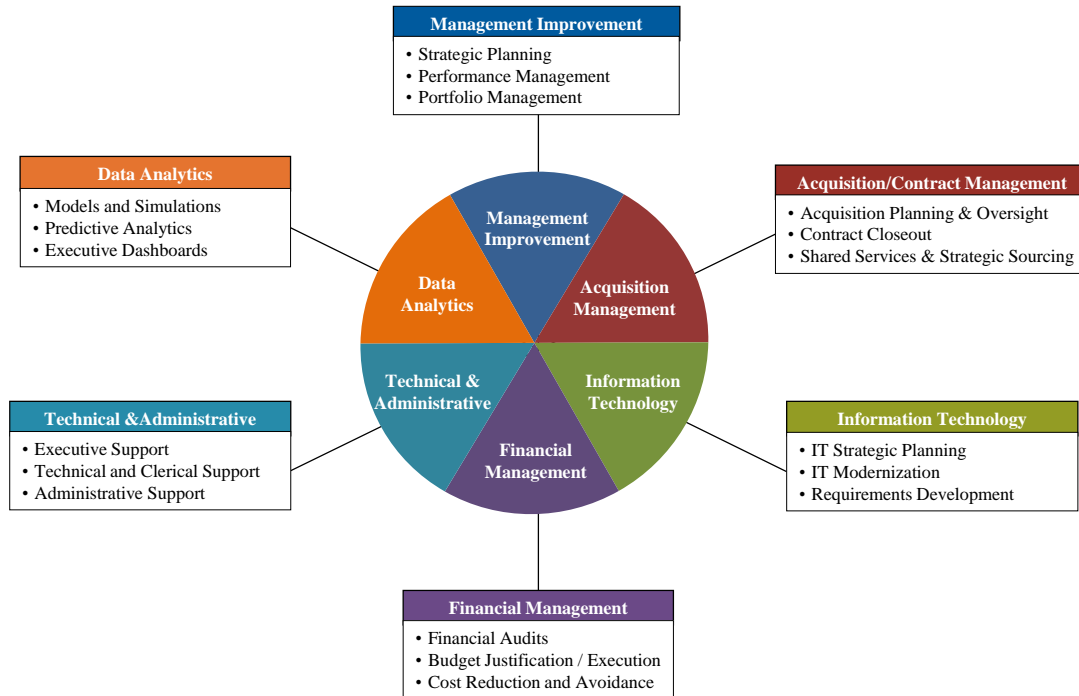 Management Improvement
• Strategic Planning
• Performance Management
• Portfolio Management
Data Analytics
• Models and Simulations
• Predictive Analytics
• Executive Dashboards
Acquisition/Contract Management
• Acquisition Planning & Oversight
• Contract Closeout
• Shared Services & Strategic Sourcing
Management
Improvement
Data
Analytics
Acquisition
Management
Technical &
Administrative
Information
Technology
Financial
Management
Technical &Administrative
• Executive Support
• Technical and Clerical Support
• Administrative Support
Information Technology
• IT Strategic Planning
• IT Modernization
• Requirements Development
Financial Management
• Financial Audits
• Budget Justification / Execution
• Cost Reduction and Avoidance